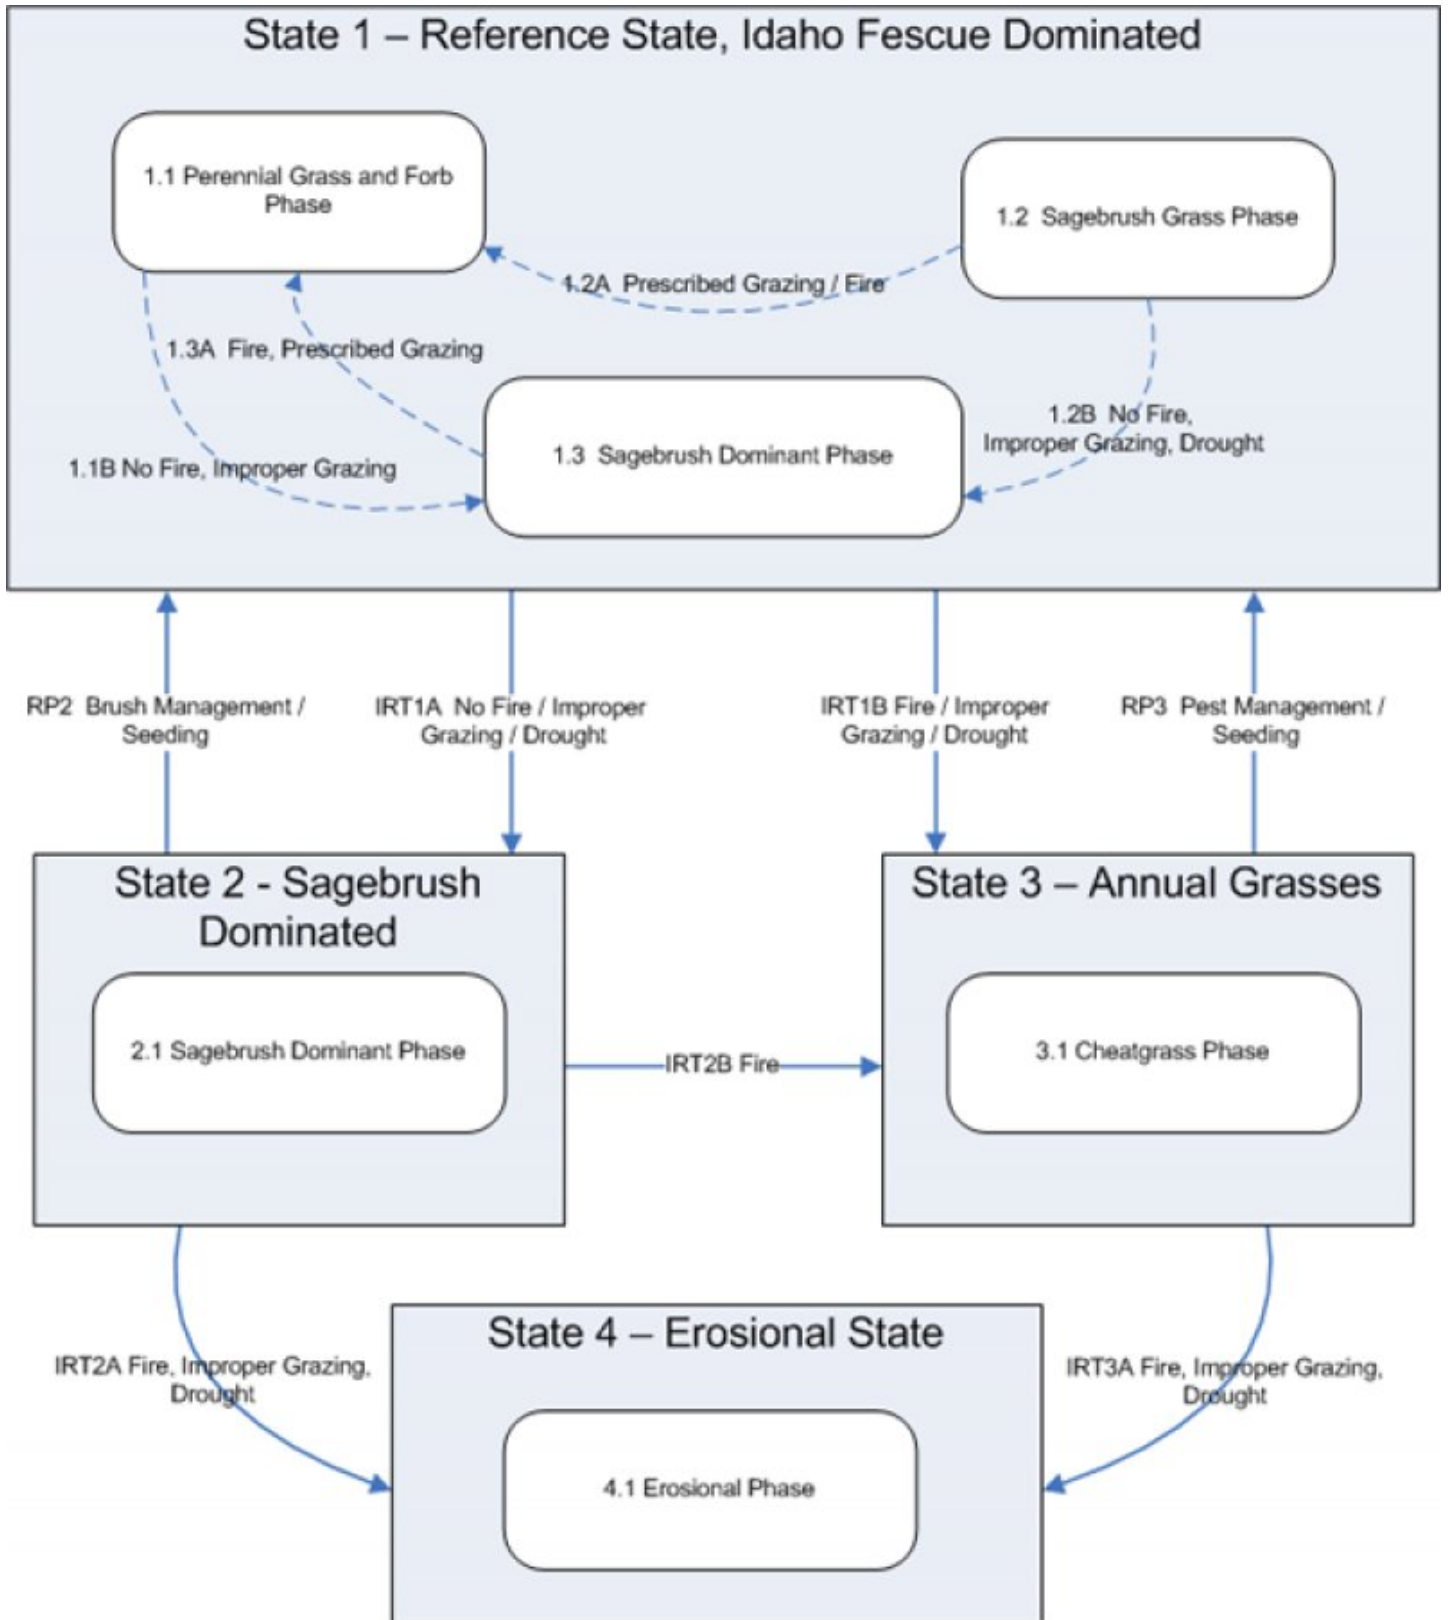 State 1 – Reference State, Idaho Fescue Dominated
1.1 Perennial Grass and Forb
Phase
1.2 Sagebrush Grass Phase
1.2A Prescribed Grazing / Fire
1.3A Fire, Prescribed Grazing
1.2B No Fire,
Improper Grazing, Drought
1.3 Sagebrush Dominant Phase
1.1B No Fire, Improper Grazing
RP2 Brush Management /
Seeding
IRT1A No Fire / Improper
Grazing / Drought
IRT1B Fire / Improper
Grazing / Drought
RP3 Pest Management /
Seeding
State 2 - Sagebrush
Dominated
State 3 – Annual Grasses
2.1 Sagebrush Dominant Phase
IRT2B Fire
3.1 Cheatgrass Phase
State 4 – Erosional State
IRT2A Fire, Improper Grazing,
Drought
IRT3A Fire, Improper Grazing,
Drought
4.1 Erosional Phase